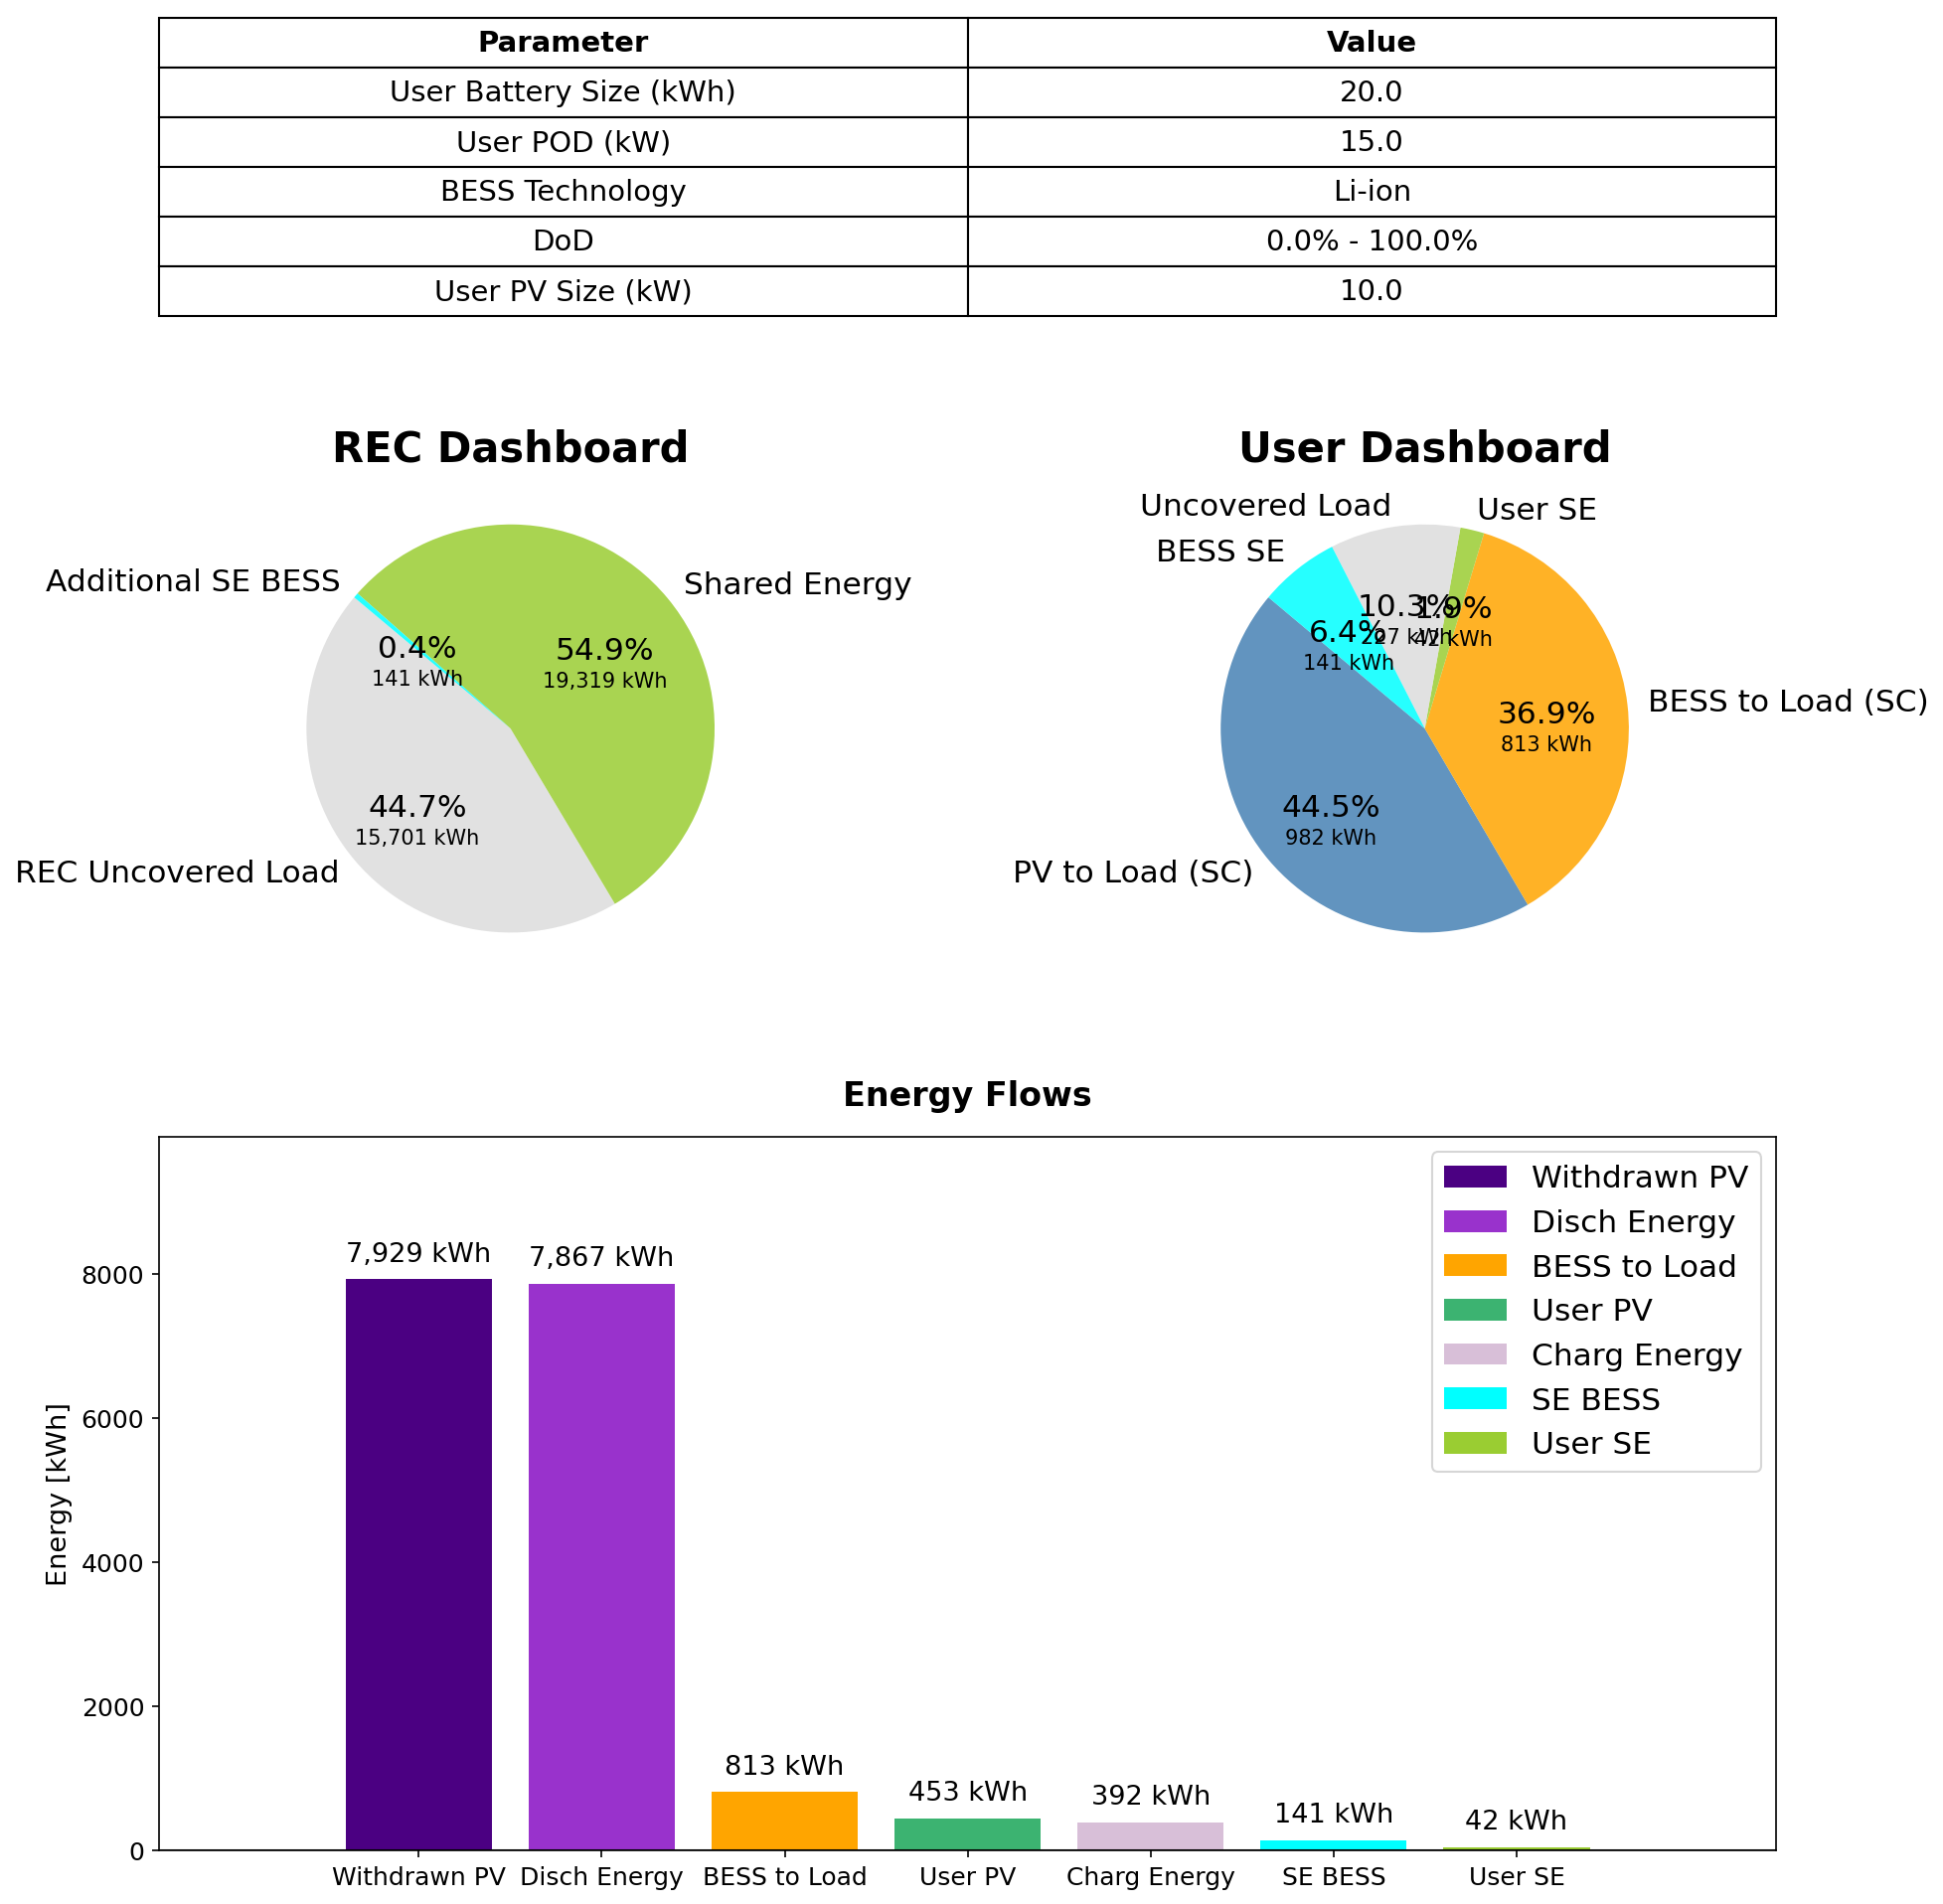 Parameter Value
User Battery Size (kWh) 20.0
User POD (kW) 15.0
BESS Technology Li-ion
DoD 0.0% - 100.0%
User PV Size (kW) 10.0
REC Dashboard
Additional SE BESS
Shared Energy
0.4%
141 kWh
54.9%
19,319 kWh
44.7%
15,701 kWh
REC Uncovered Load
User Dashboard
Uncovered Load
User SE
BESS SE
10.3%
227 kWh
1.9%
42 kWh
6.4%
141 kWh
36.9%
813 kWh
BESS to Load (SC)
44.5%
982 kWh
PV to Load (SC)
Energy Flows
Energy [kWh]
8000
6000
4000
2000
0
7,929 kWh
7,867 kWh
813 kWh
453 kWh
392 kWh
141 kWh
42 kWh
Withdrawn PV
Disch Energy
BESS to Load
User PV
Charg Energy
SE BESS
User SE
Withdrawn PV
Disch Energy
BESS to Load
User PV
Charg Energy
SE BESS
User SE